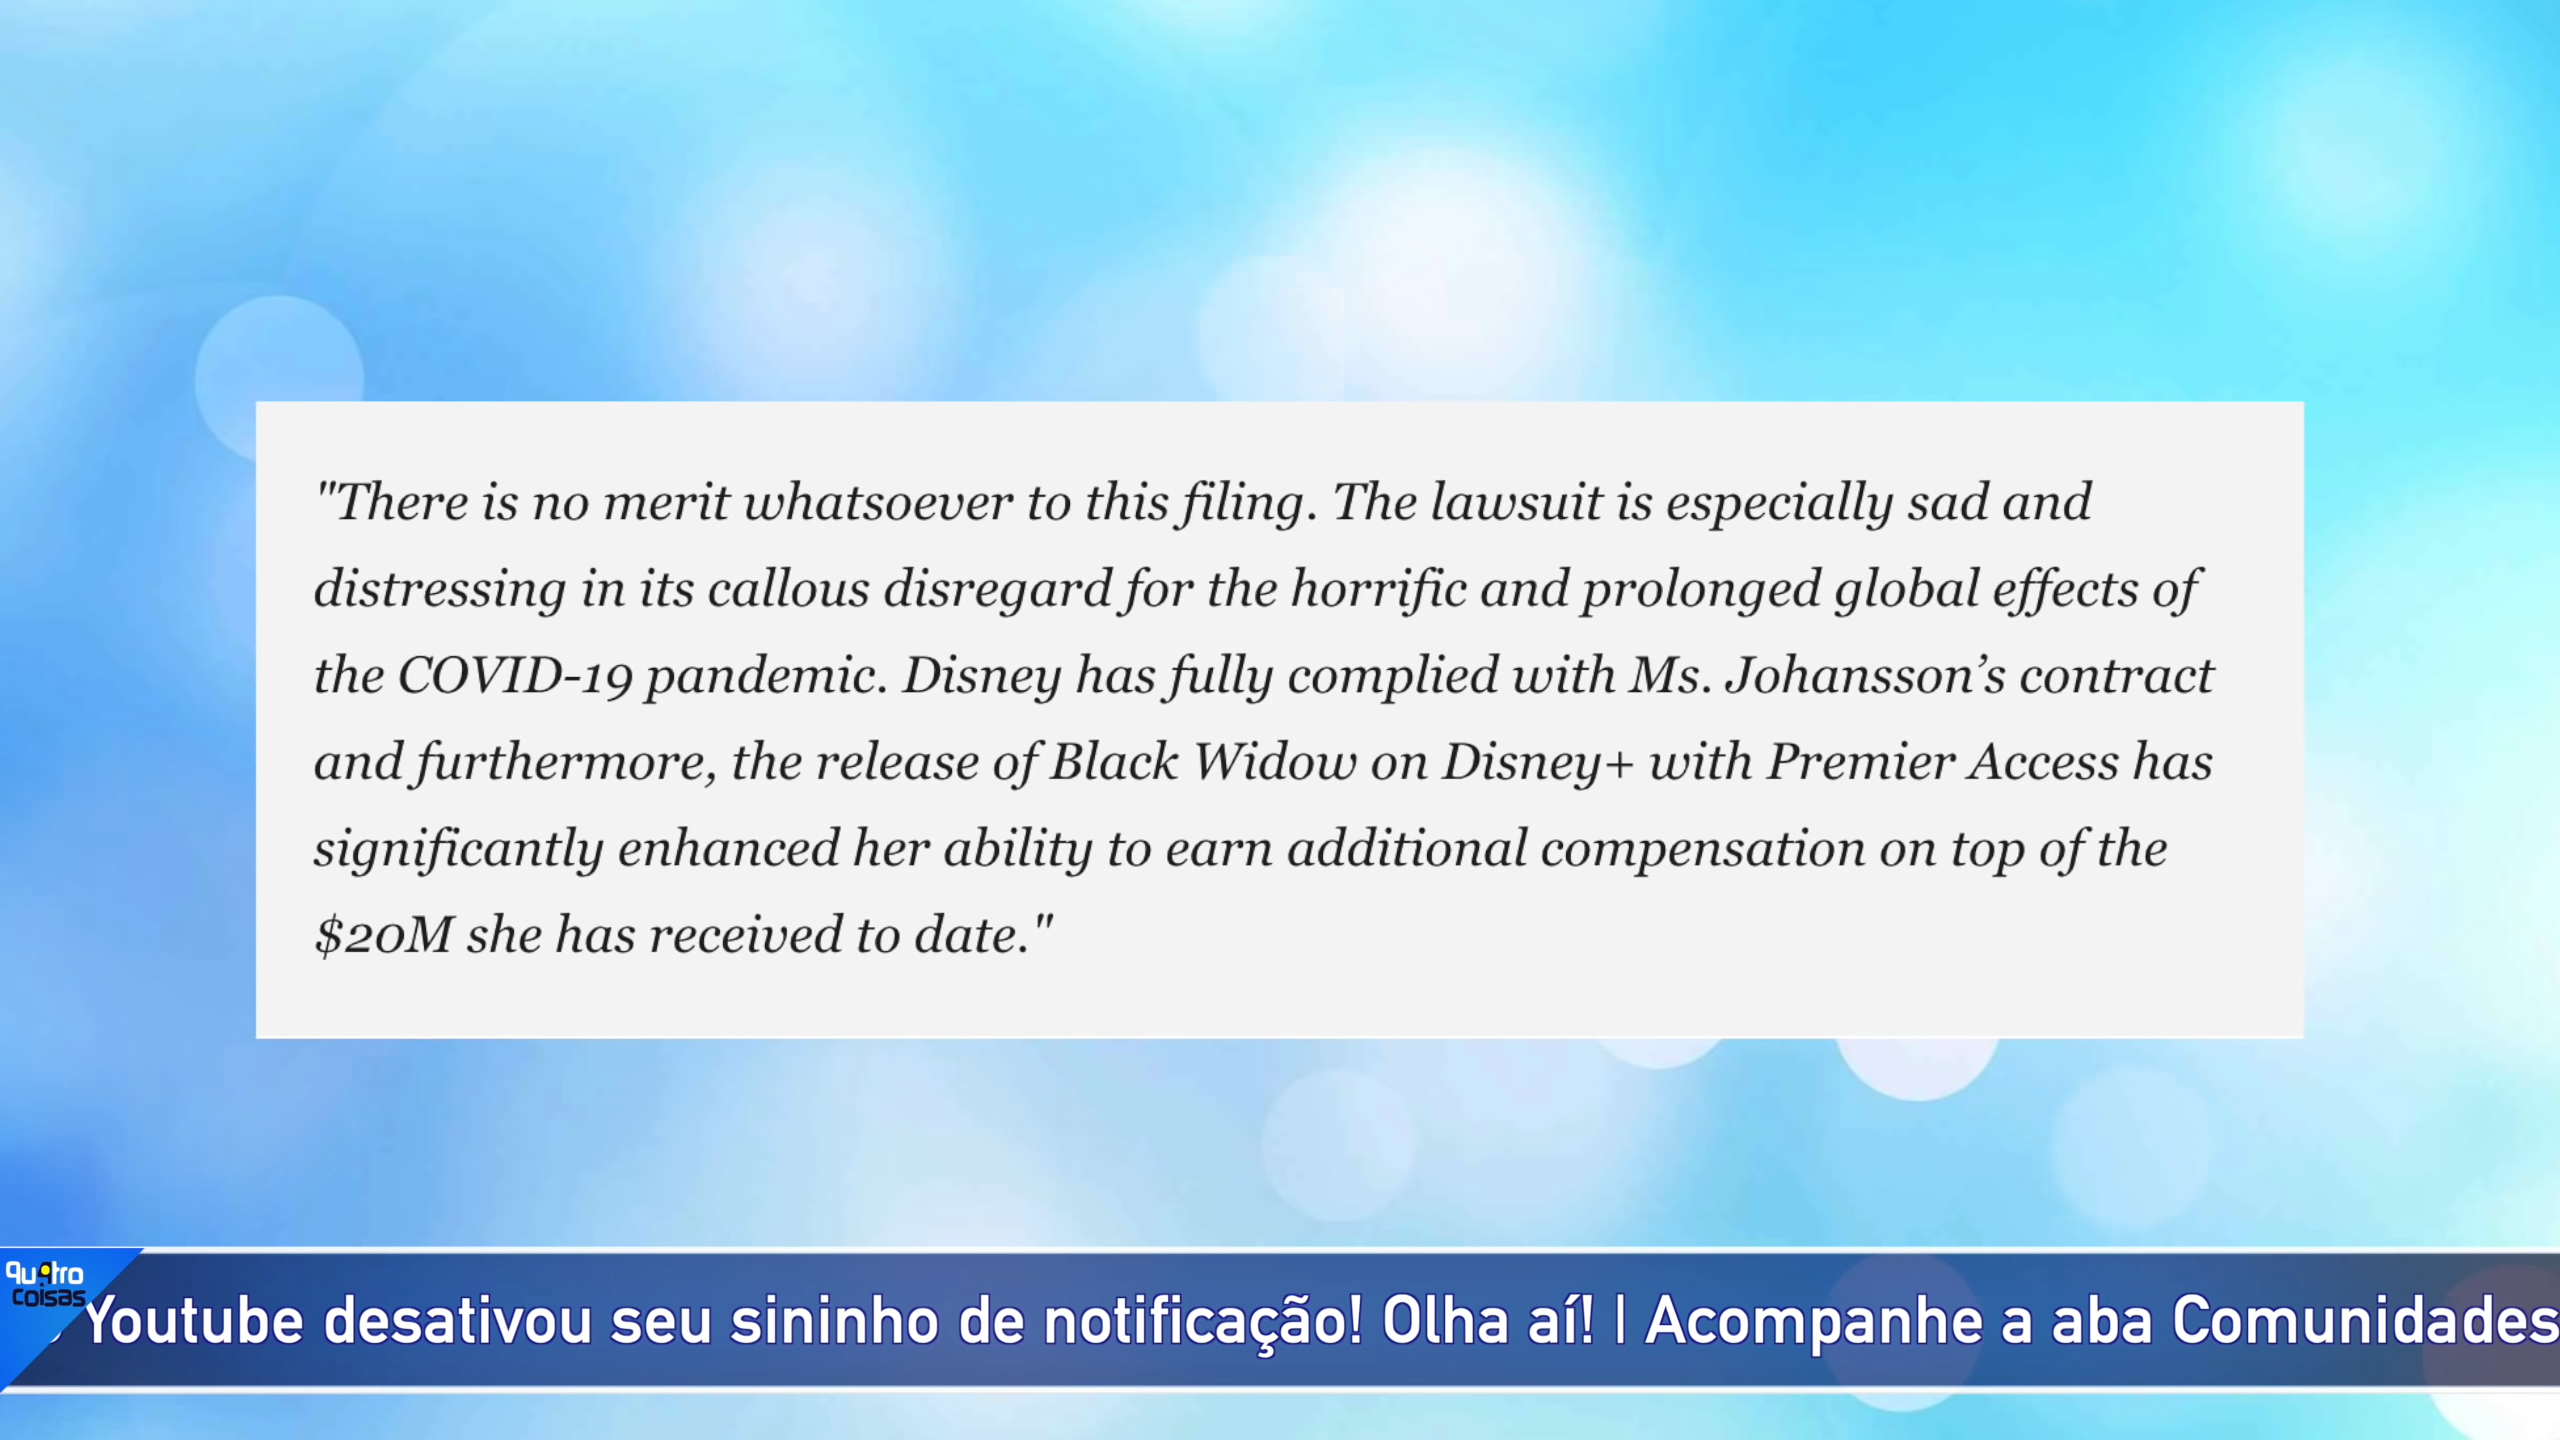 "There is no merit whatsoever to this filing. The lawsuit is especially sad and
distressing in its callous disregard for the horrific and prolonged global effects of
the COVID-19 pandemic. Disney has fully complied with Ms. Johansson’s contract
and furthermore, the release of Black Widow on Disney+ with Premier Access has
significantly enhanced her ability to earn additional compensation on top of the
$20M she has received to date."
quatro
coisas
Youtube desativou seu sininho de notificação! Olha aí! | Acompanhe a aba Comunidades